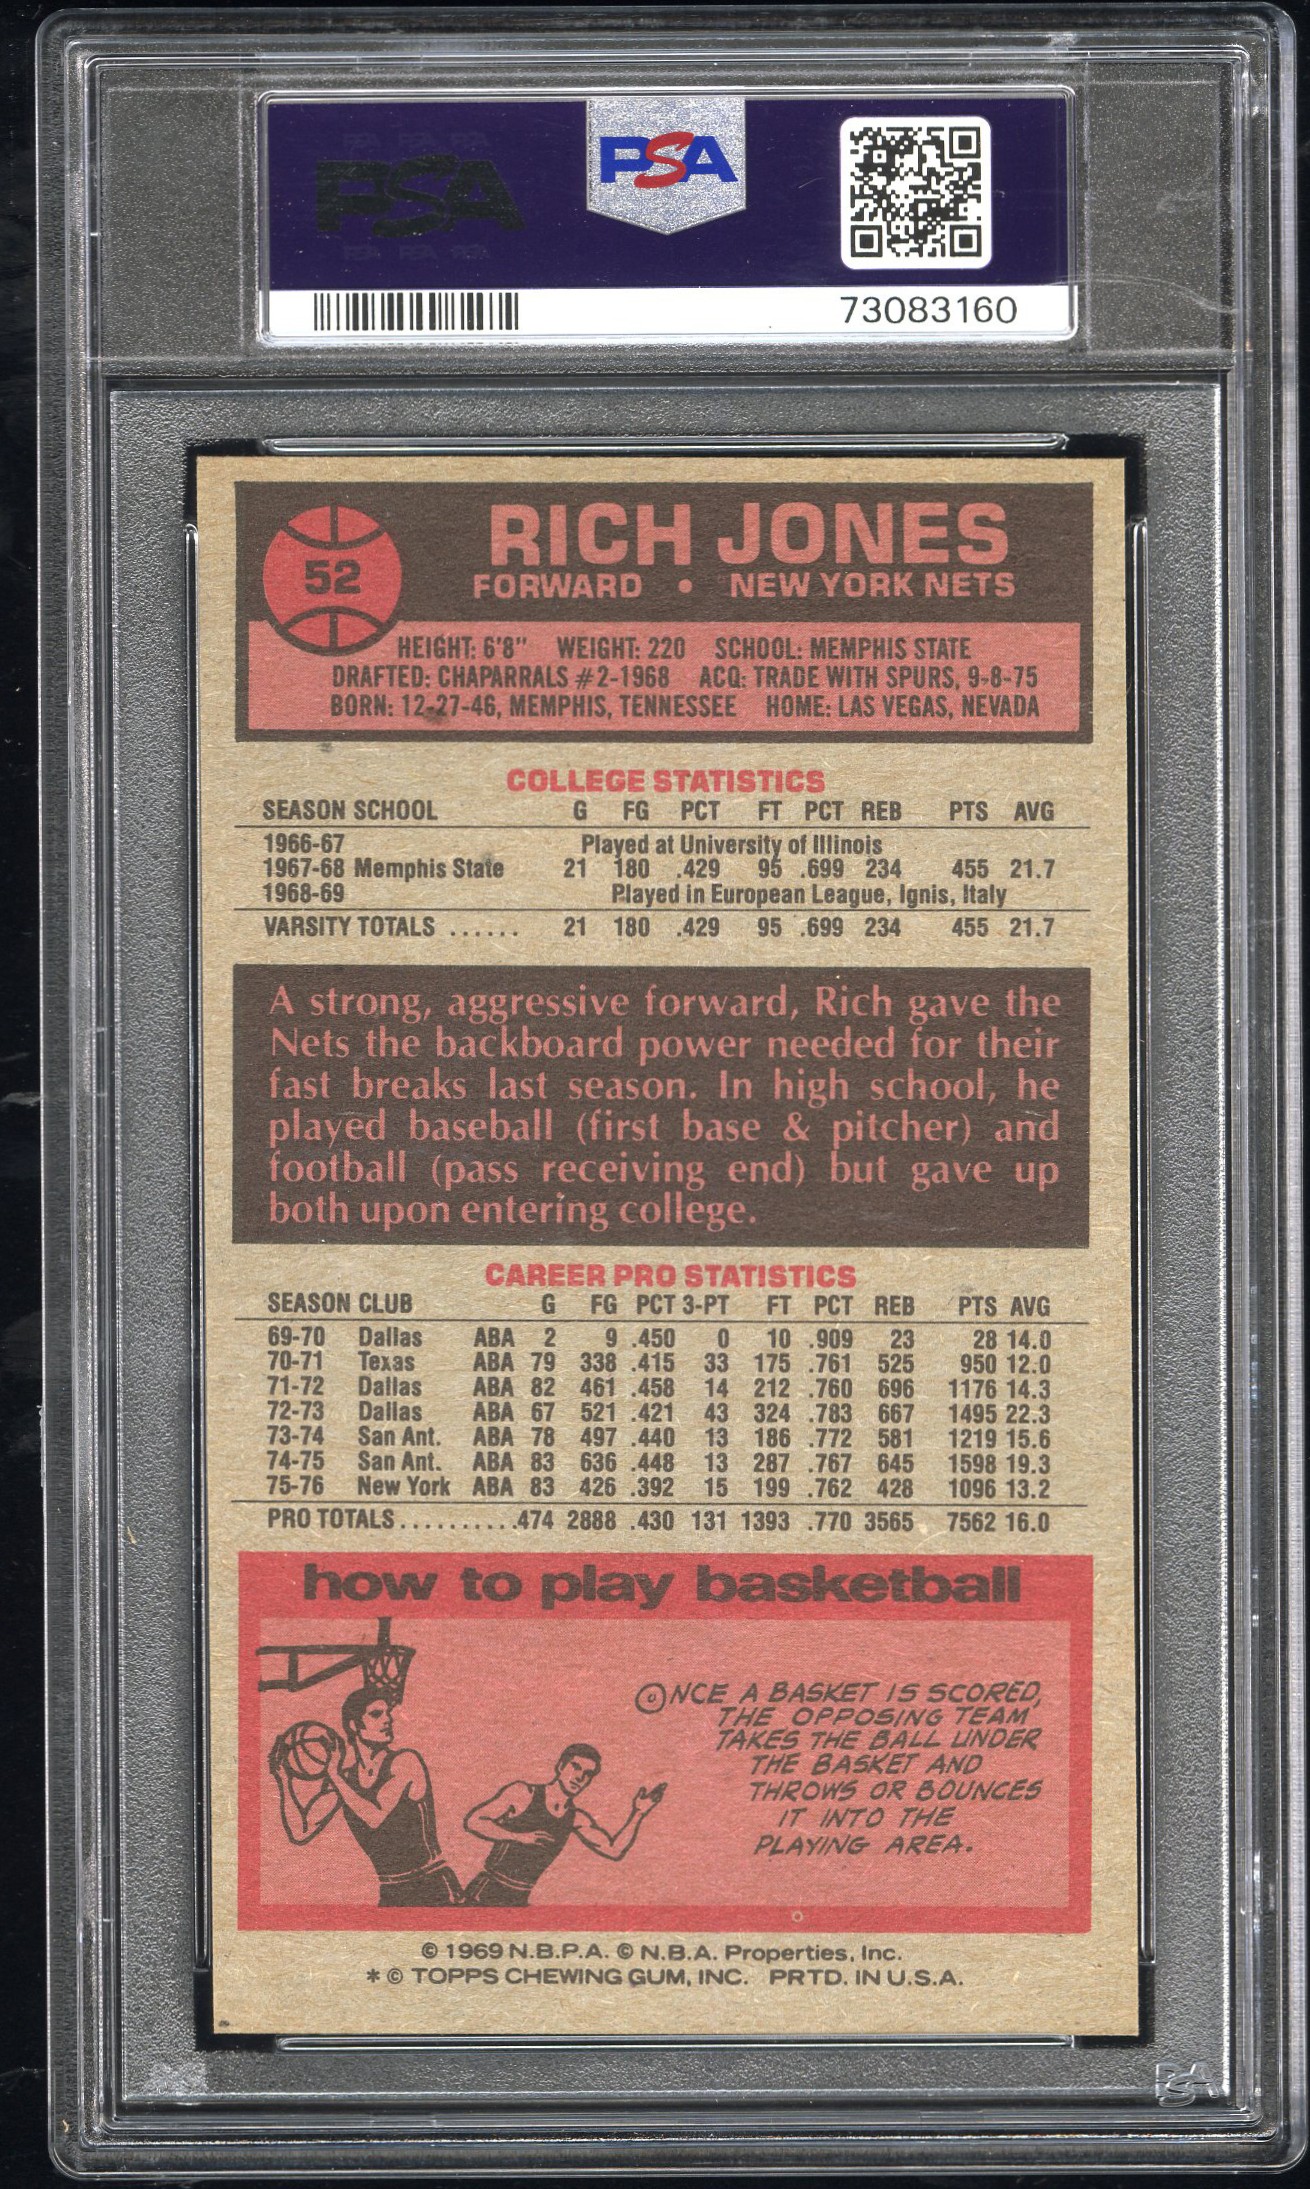 PSA
PSA
73083160
52
RICH JONES
FORWARD • NEW YORK NETS
HEIGHT: 6'8" WEIGHT: 220 SCHOOL: MEMPHIS STATE
DRAFTED: CHAPARRALS #2-1968 ACQ: TRADE WITH SPURS, 9-8-75
BORN: 12-27-46, MEMPHIS, TENNESSEE HOME: LAS VEGAS, NEVADA
COLLEGE STATISTICS
SEASON SCHOOL G FG PCT FT PCT REB PTS AVG
1966-67 Played at University of Illinois
1967-68 Memphis State 21 180 .429 95 .699 234 455 21.7
1968-69 Played in European League, Ignis, Italy
VARSITY TOTALS ...... 21 180 .429 95 .699 234 455 21.7
A strong, aggressive forward, Rich gave the
Nets the backboard power needed for their
fast breaks last season. In high school, he
played baseball (first base & pitcher) and
football (pass receiving end) but gave up
both upon entering college.
CAREER PRO STATISTICS
SEASON CLUB G FG PCT 3-PT FT PCT REB PTS AVG
69-70 Dallas ABA 2 9 .450 0 10 .909 23 28 14.0
70-71 Texas ABA 79 338 .415 33 175 .761 525 950 12.0
71-72 Dallas ABA 82 461 .458 14 212 .760 696 1176 14.3
72-73 Dallas ABA 67 521 .421 43 324 .783 667 1495 22.3
73-74 San Ant. ABA 78 497 .440 13 186 .772 581 1219 15.6
74-75 San Ant. ABA 83 636 .448 13 287 .767 645 1598 19.3
75-76 New York ABA 83 426 .392 15 199 .762 428 1096 13.2
PRO TOTALS..........474 2888 .430 131 1393 .770 3565 7562 16.0
how to play basketball
ONCE A BASKET IS SCORED,
THE OPPOSING TEAM
TAKES THE BALL UNDER
THE BASKET AND
THROWS OR BOUNCES
IT INTO THE
PLAYING AREA.
© 1969 N.B.P.A. © N.B.A. Properties, Inc.
* © TOPPS CHEWING GUM, INC. PRTD. IN U.S.A.
PSA